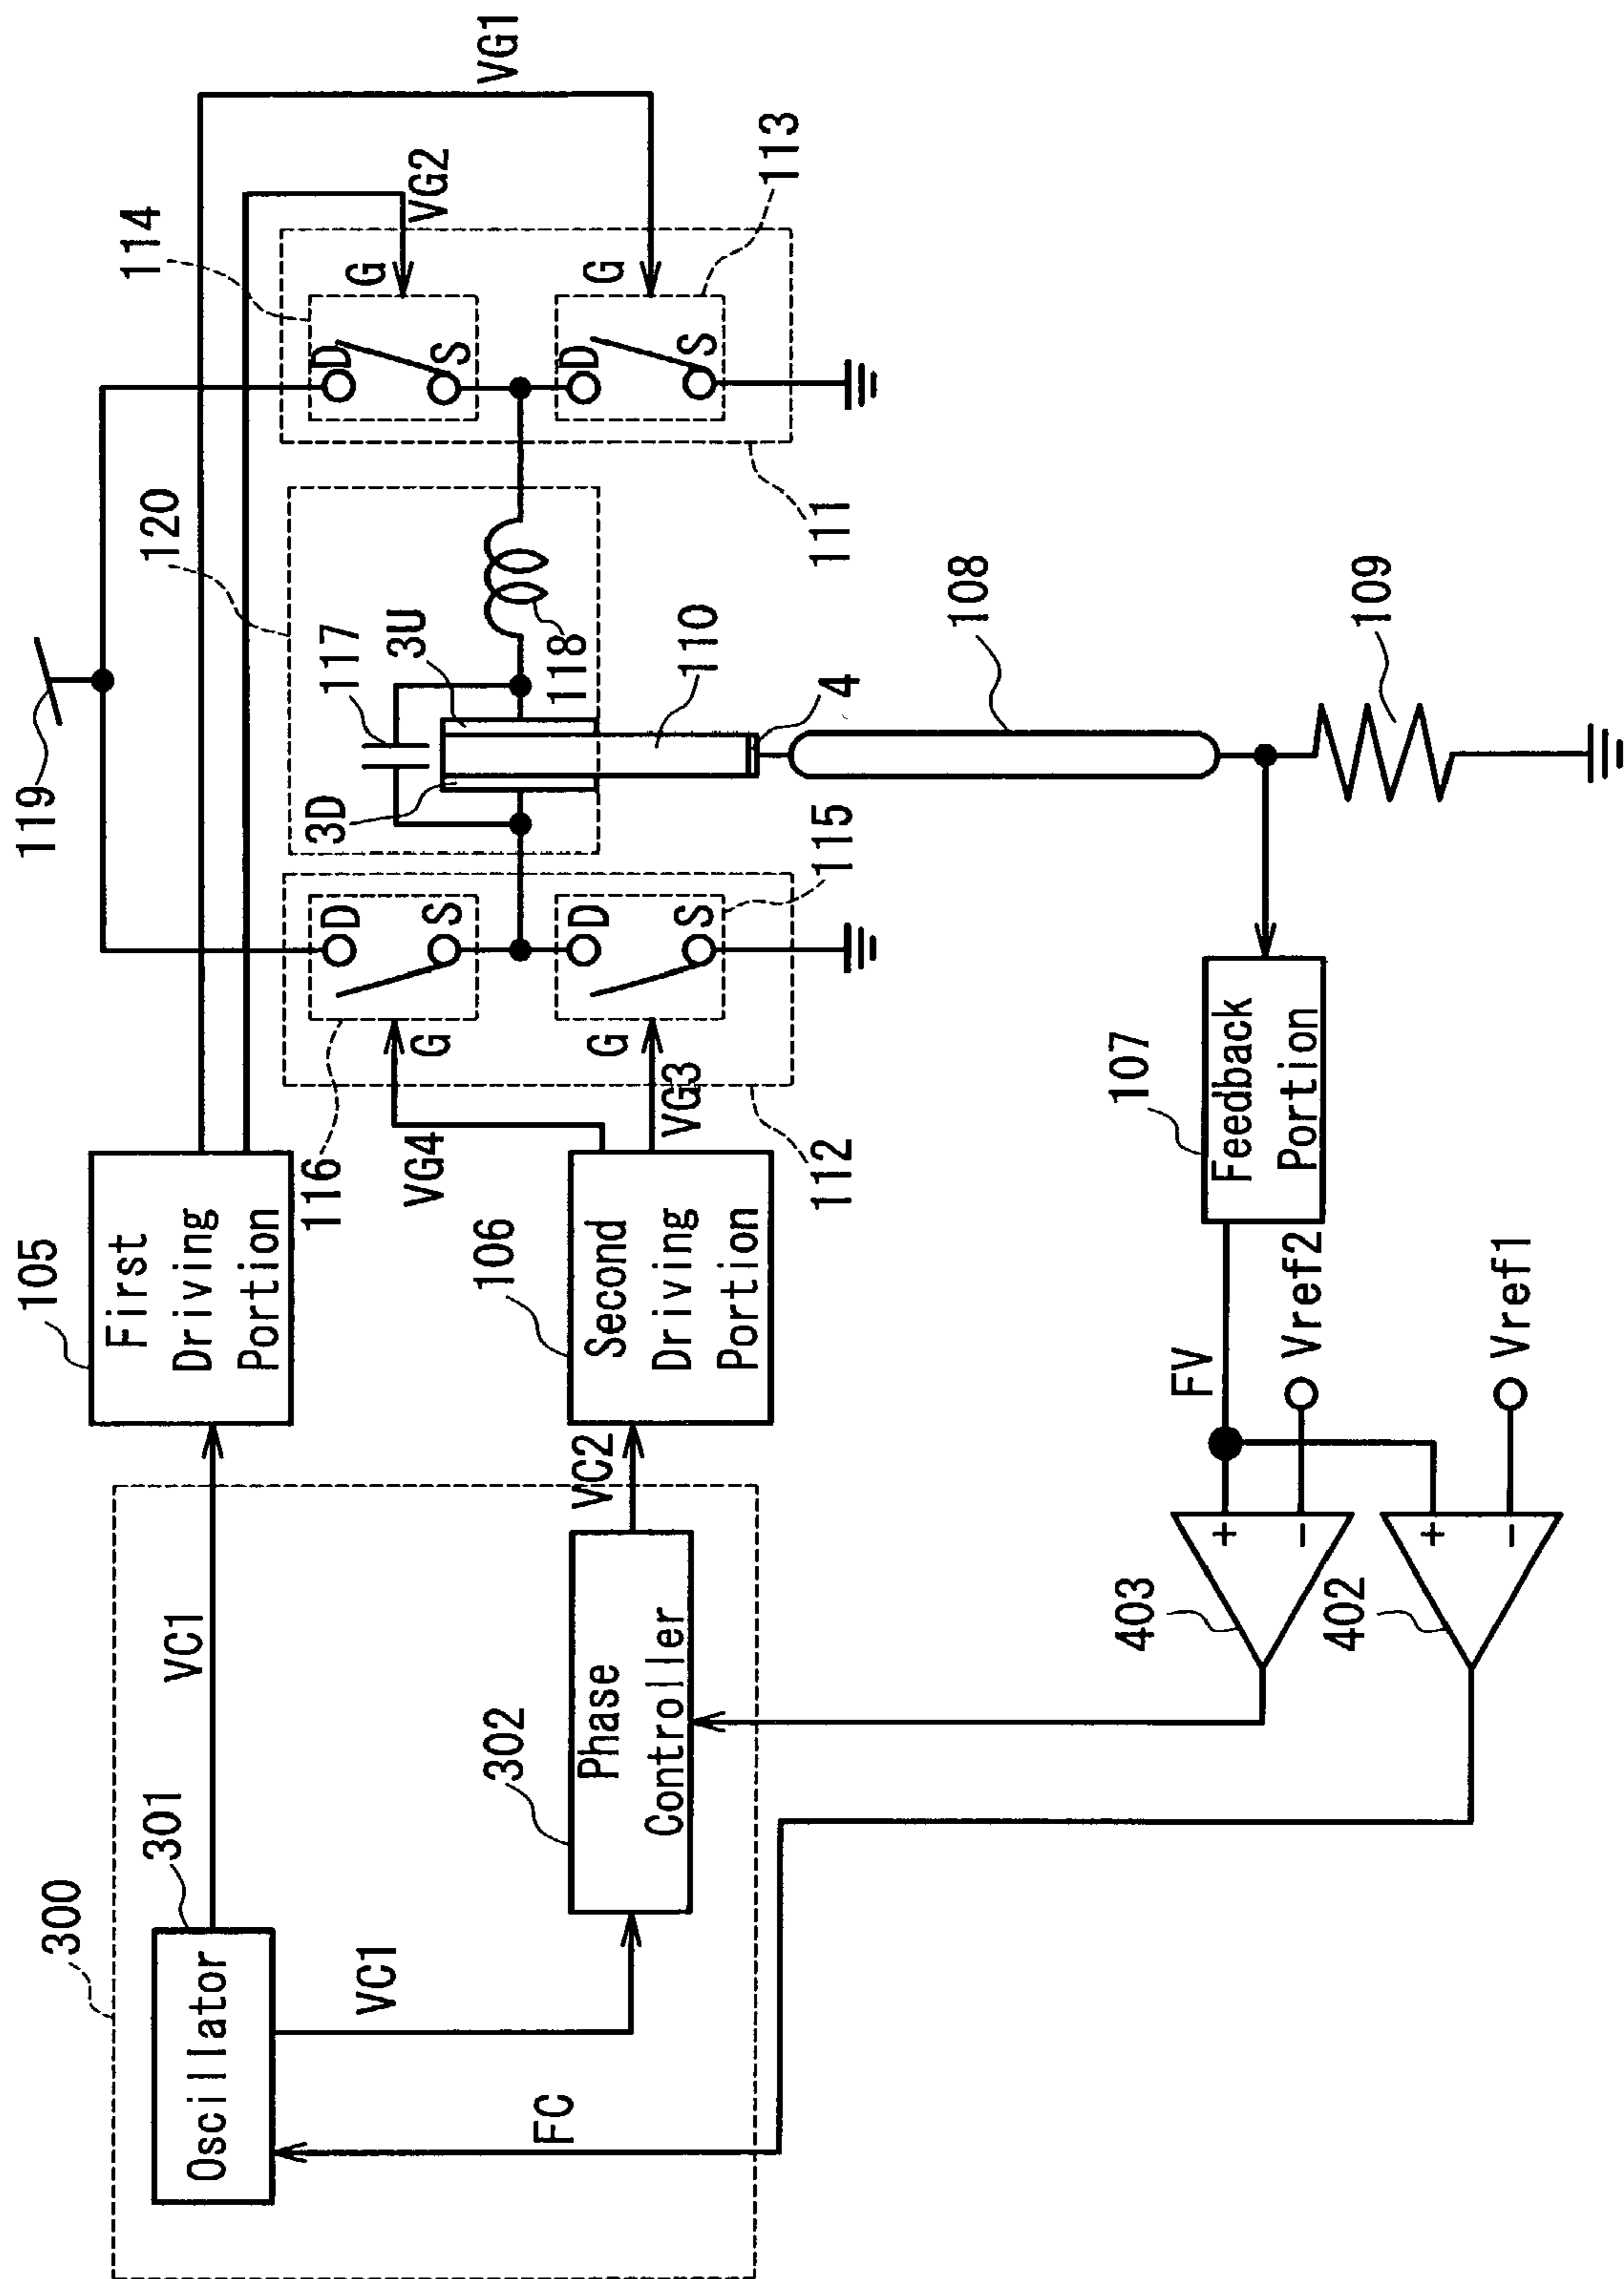 300
301
Oscillator
VC1
VC1
FC
302
Phase
Controller
VC2
105
First
Driving
Portion
106
Second
Driving
Portion
VG1
VG2
VG3
VG4
119
120
114
G
D
S
113
G
D
S
111
116
G
D
S
115
G
D
S
112
117
3U
3D
118
110
4
108
109
107
Feedback
Portion
FV
Vref2
Vref1
403
+
-
402
+
-